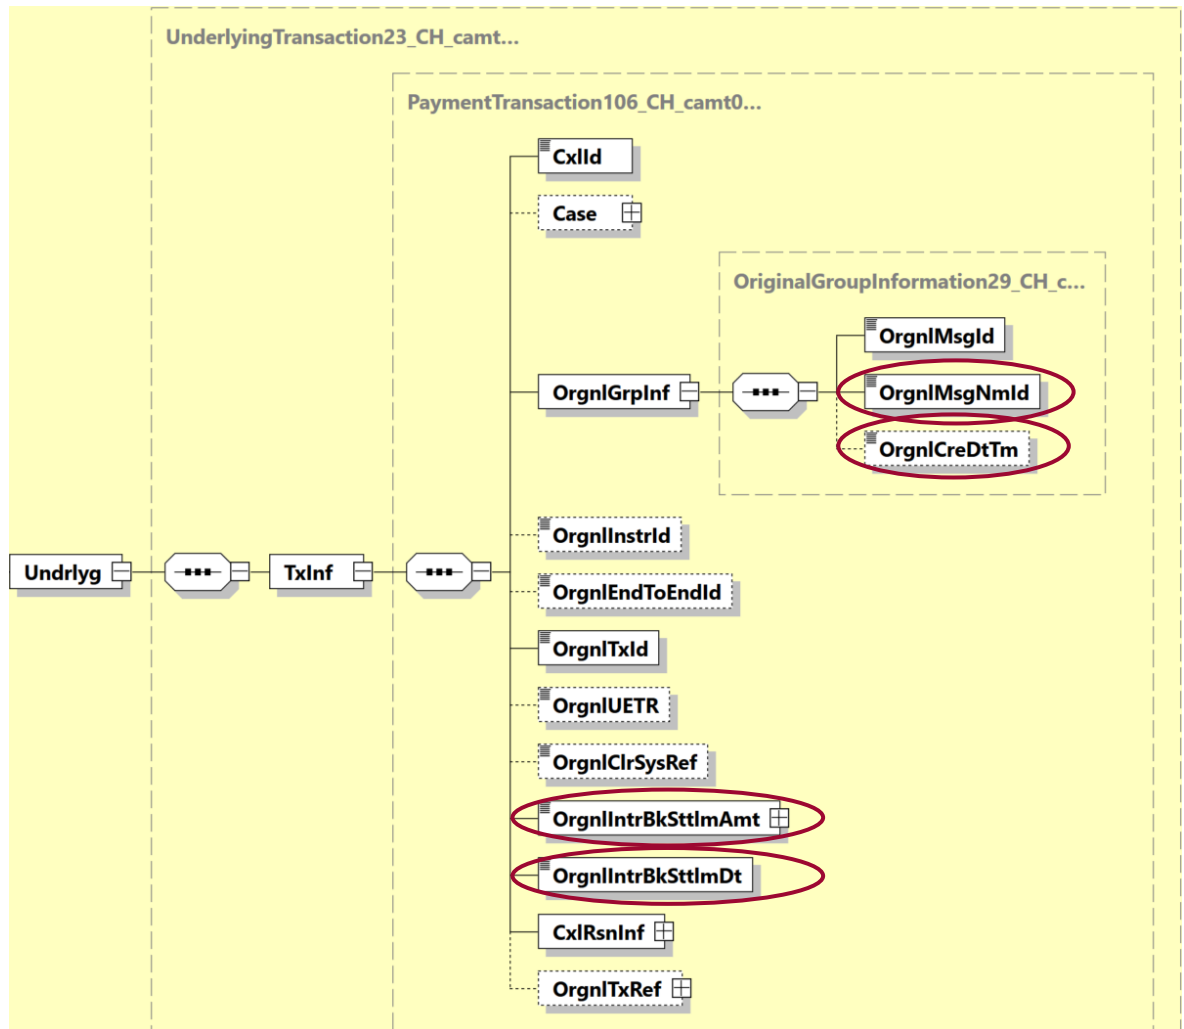 UnderlyingTransaction23_CH_camt...
PaymentTransaction106_CH_camt0...
CxlId
Case
OriginalGroupInformation29_CH_c...
OrgnlMsgId
OrgnlGrpInf
OrgnlMsgNmId
OrgnlCreDtTm
OrgnlInstrId
Undrlyg
TxInf
OrgnlEndToEndId
OrgnlTxId
OrgnlUETR
OrgnlClrSysRef
OrgnlIntrBkSttlmAmt
OrgnlIntrBkSttlmDt
CxlRsnInf
OrgnlTxRef